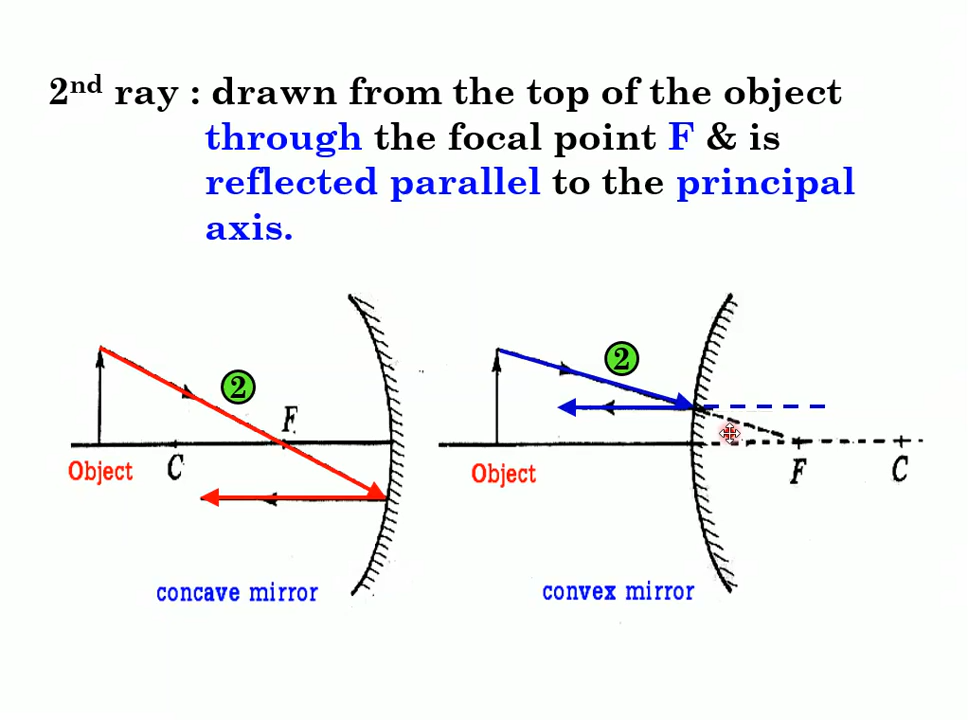 2nd ray : drawn from the top of the object
through the focal point F & is
reflected parallel to the principal
axis.
2
F
Object
C
concave mirror
2
Object
F
C
convex mirror